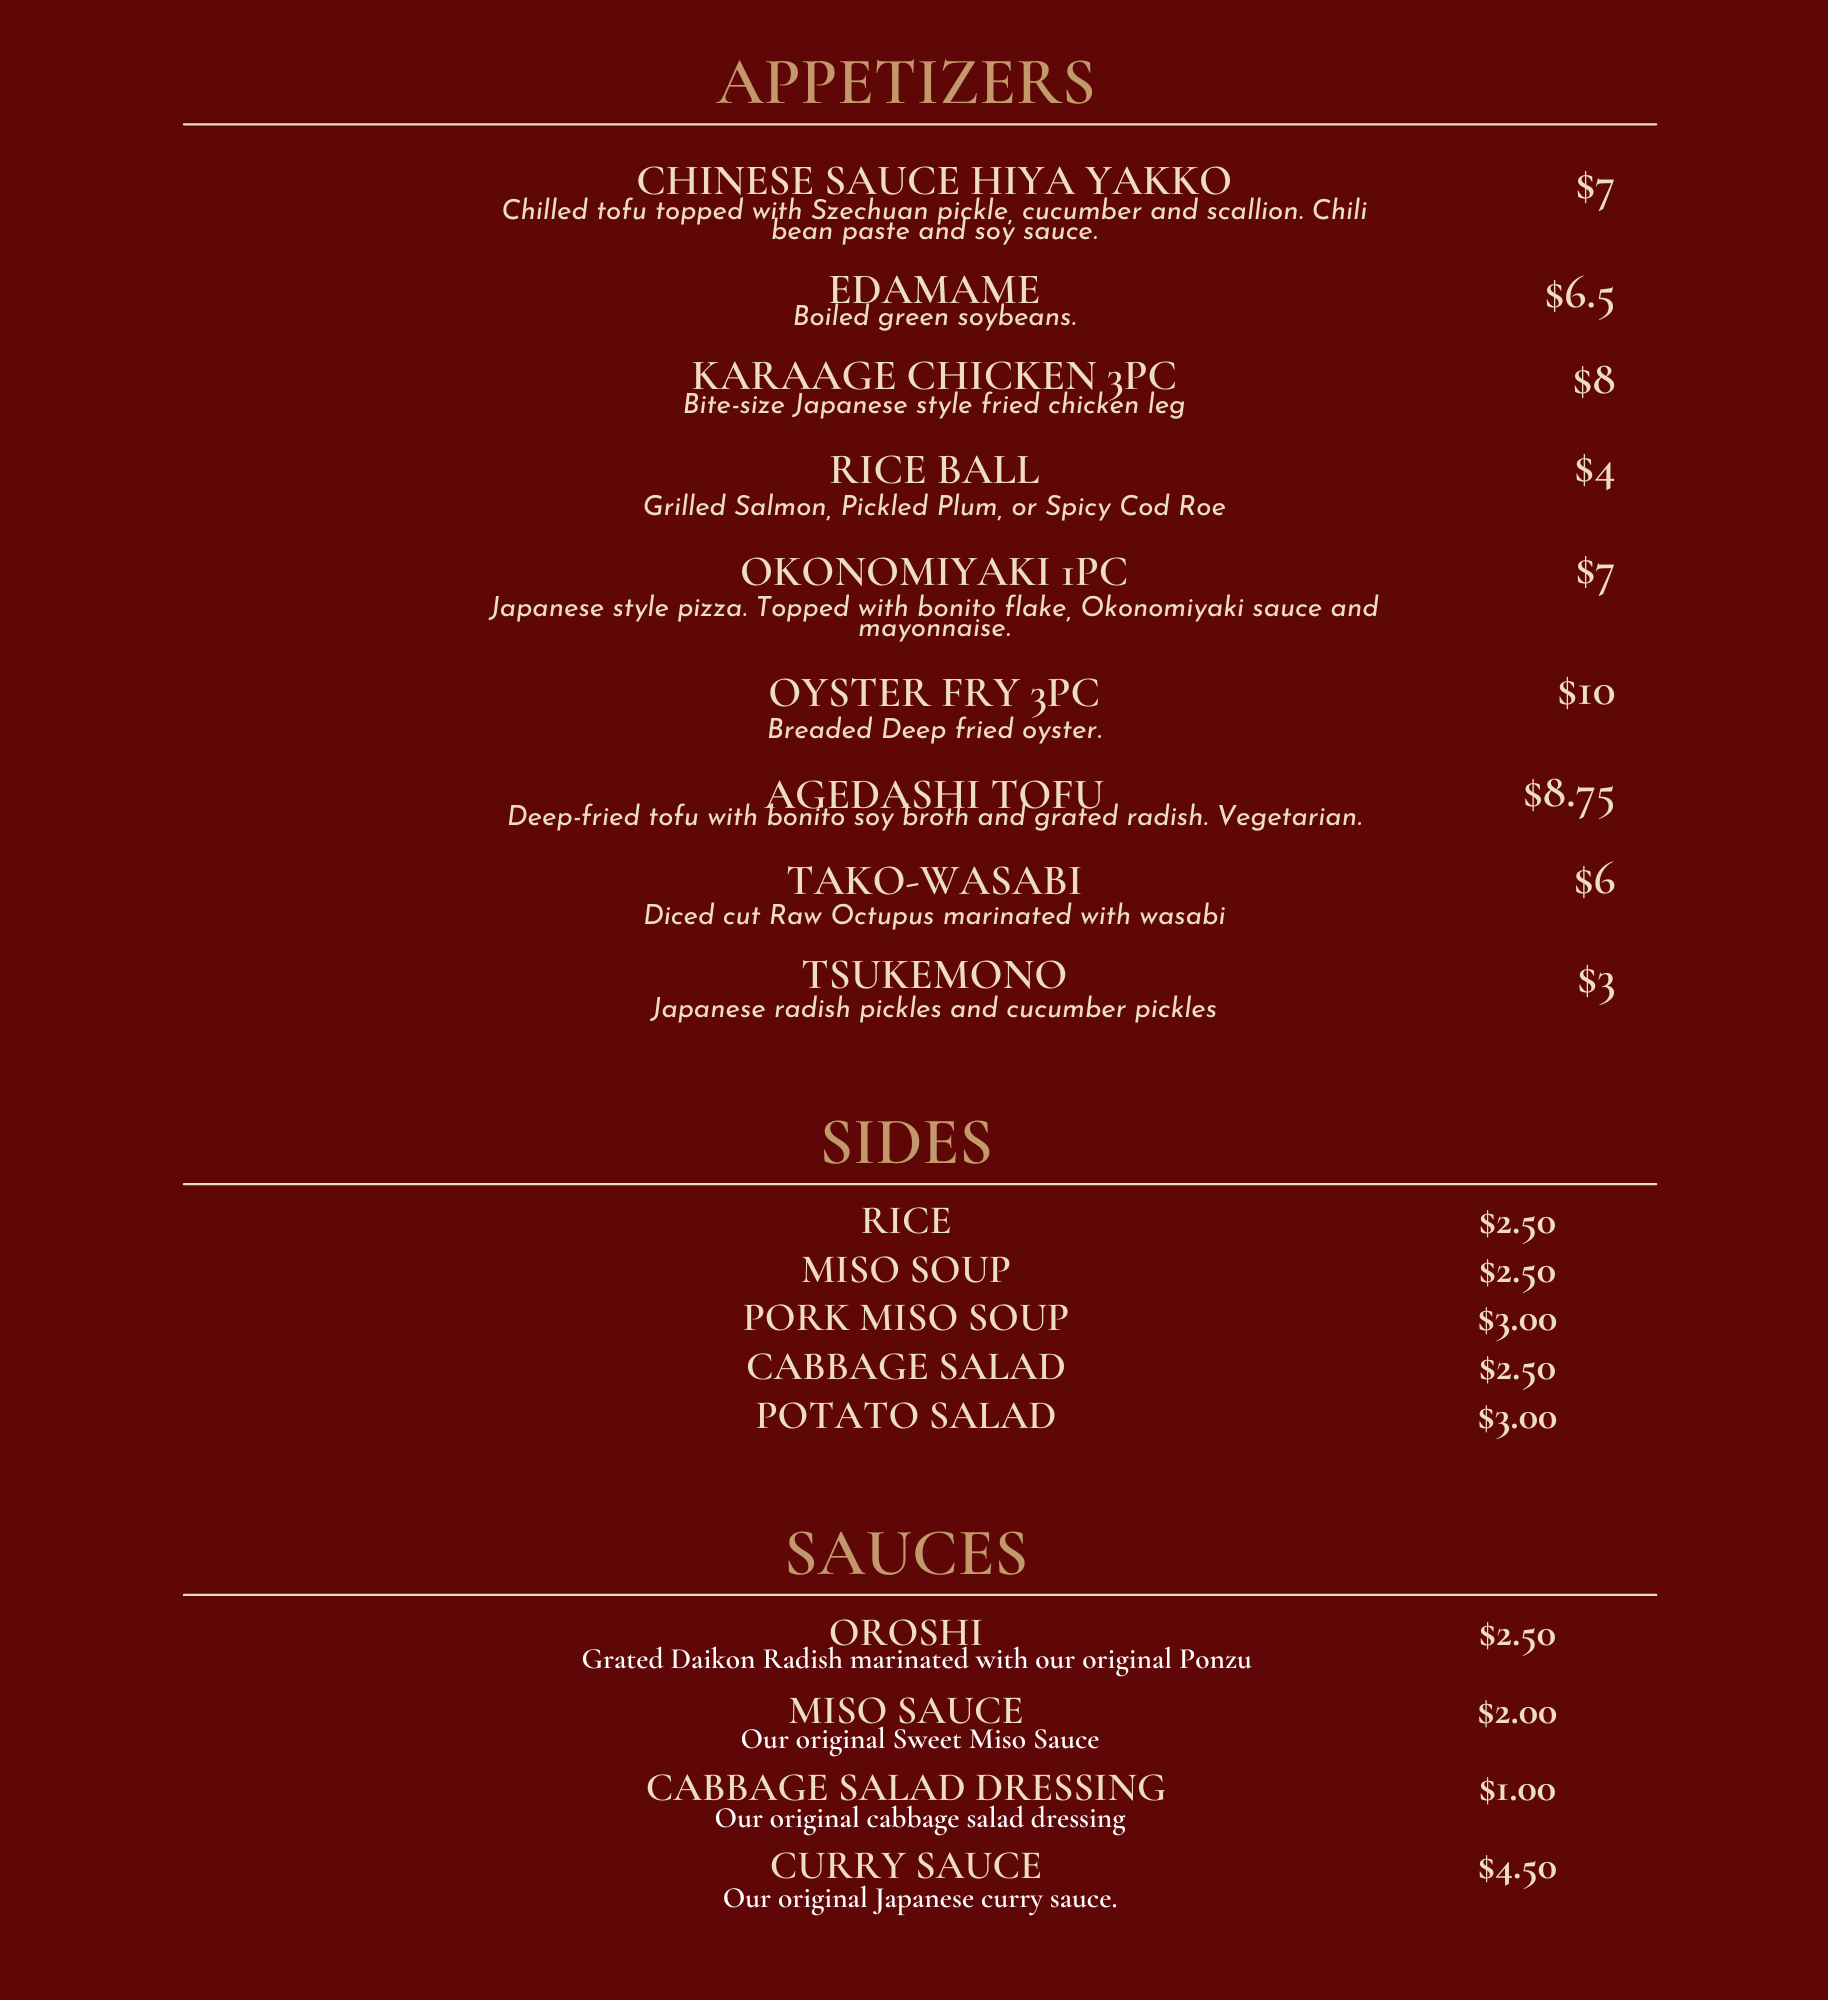 APPETIZERS
CHINESE SAUCE HIYA YAKKO $7
Chilled tofu topped with Szechuan pickle, cucumber and scallion. Chili
bean paste and soy sauce.
EDAMAME $6.5
Boiled green soybeans.
KARAAGE CHICKEN 3PC $8
Bite-size Japanese style fried chicken leg
RICE BALL $4
Grilled Salmon, Pickled Plum, or Spicy Cod Roe
OKONOMIYAKI 1PC $7
Japanese style pizza. Topped with bonito flake, Okonomiyaki sauce and
mayonnaise.
OYSTER FRY 3PC $10
Breaded Deep fried oyster.
AGEDASHI TOFU $8.75
Deep-fried tofu with bonito soy broth and grated radish. Vegetarian.
TAKO-WASABI $6
Diced cut Raw Octupus marinated with wasabi
TSUKEMONO $3
Japanese radish pickles and cucumber pickles
SIDES
RICE $2.50
MISO SOUP $2.50
PORK MISO SOUP $3.00
CABBAGE SALAD $2.50
POTATO SALAD $3.00
SAUCES
OROSHI $2.50
Grated Daikon Radish marinated with our original Ponzu
MISO SAUCE $2.00
Our original Sweet Miso Sauce
CABBAGE SALAD DRESSING $1.00
Our original cabbage salad dressing
CURRY SAUCE $4.50
Our original Japanese curry sauce.